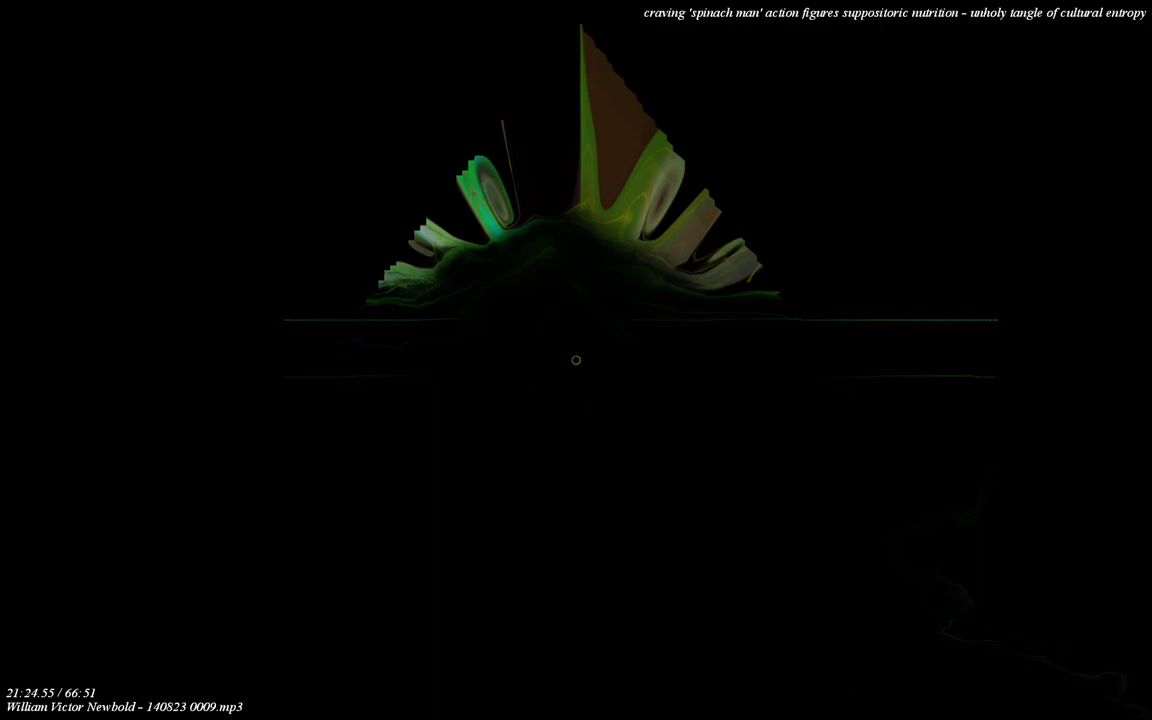 craving 'spinach man' action figures suppositoric nutrition - unholy tangle of cultural entropy
21:24.55 / 66:51
William Victor Newbold - 140823 0009.mp3